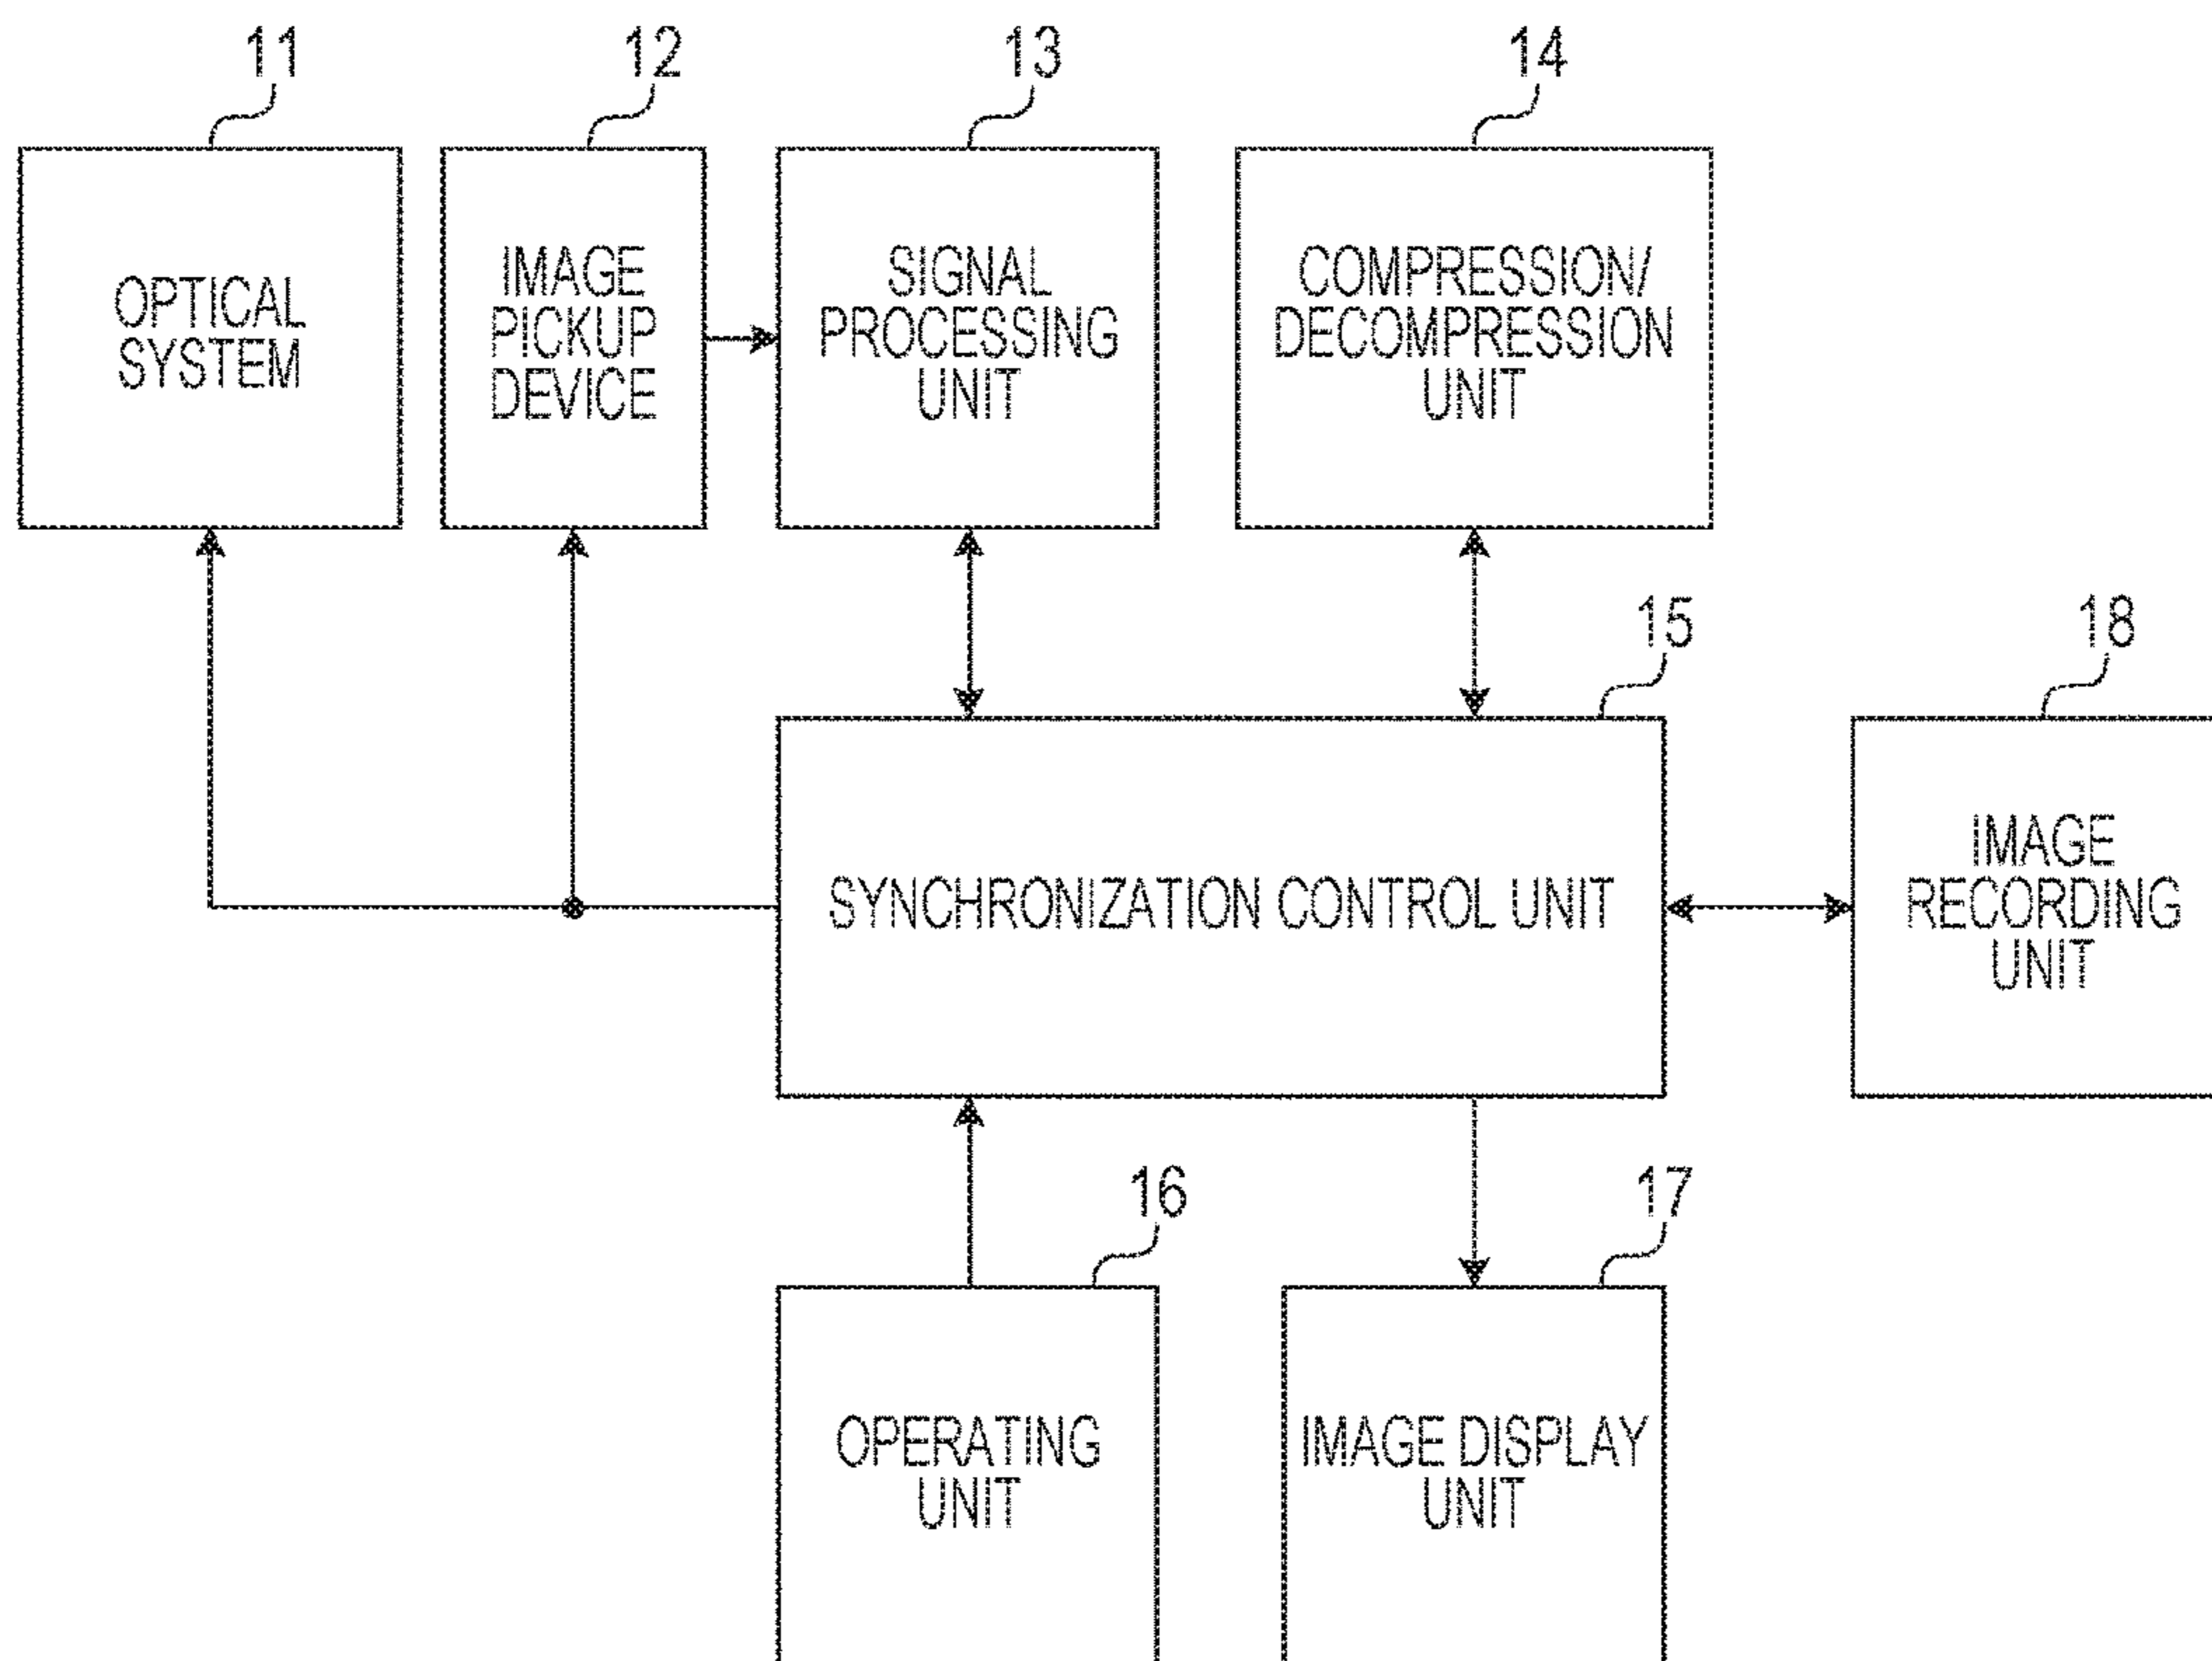 11
12
13
14
OPTICAL
SYSTEM
IMAGE
PICKUP
DEVICE
SIGNAL
PROCESSING
UNIT
COMPRESSION/
DECOMPRESSION
UNIT
15
18
SYNCHRONIZATION CONTROL UNIT
IMAGE
RECORDING
UNIT
16
17
OPERATING
UNIT
IMAGE DISPLAY
UNIT